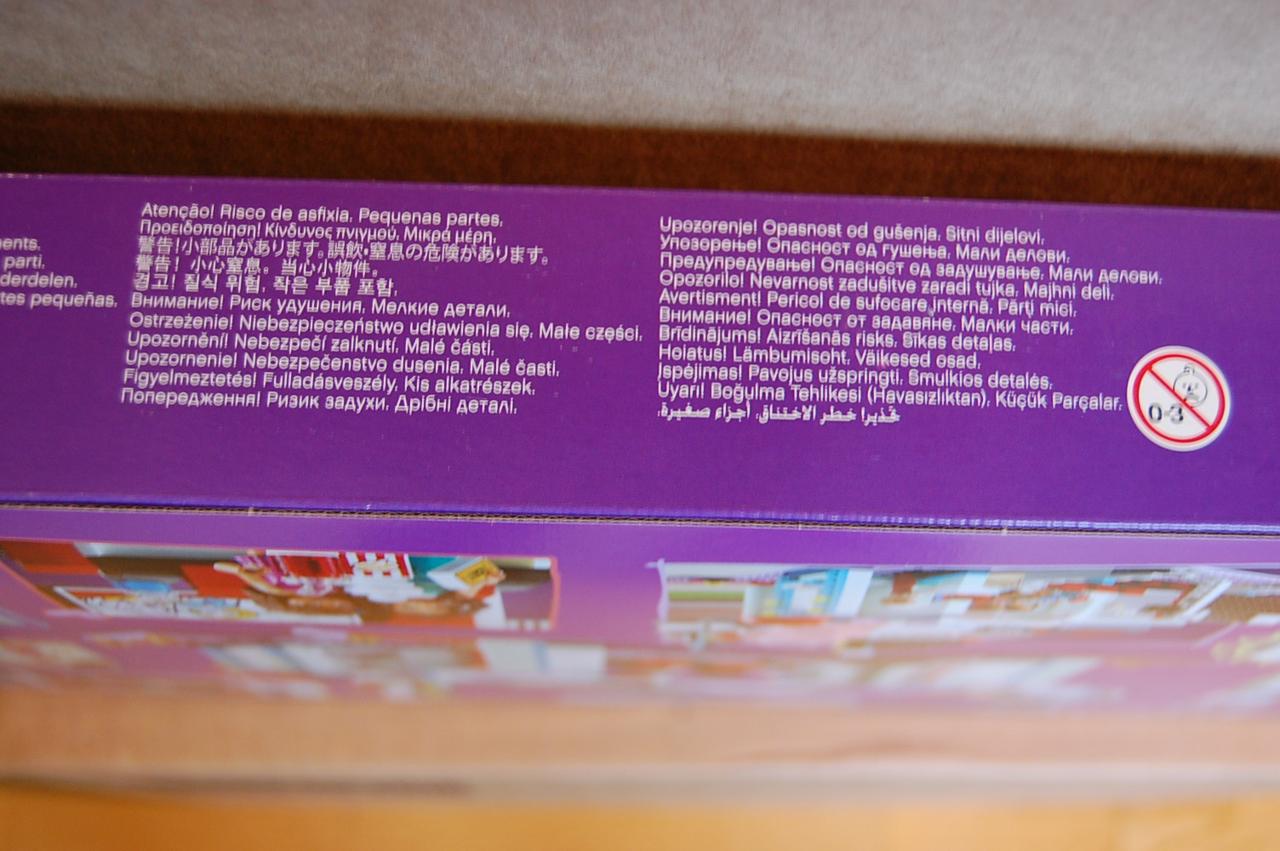 ents.
parti.
derdelen.
tes pequeñas.
Atenção! Risco de asfixia. Pequenas partes.
Προειδοποίηση! Κίνδυνος πνιγμού. Μικρά μέρη.
警告!小部品があります。誤飲・窒息の危険があります。
警告！小心窒息。当心小物件。
경고! 질식 위험. 작은 부품 포함.
Внимание! Риск удушения. Мелкие детали.
Ostrzeżenie! Niebezpieczeństwo udławienia się. Małe części.
Upozornění! Nebezpečí zalknutí. Malé části.
Upozornenie! Nebezpečenstvo dusenia. Malé časti.
Figyelmeztetés! Fulladásveszély. Kis alkatrészek.
Попередження! Ризик задухи. Дрібні деталі.
Upozorenje! Opasnost od gušenja. Sitni dijelovi.
Упозорење! Опасност од гушења. Мали делови.
Предупредување! Опасност од задушување. Мали делови.
Opozorilo! Nevarnost zadušitve zaradi tujka. Majhni deli.
Avertisment! Pericol de sufocare internă. Părți mici.
Внимание! Опасност от задавяне. Малки части.
Brīdinājums! Aizrīšanās risks. Sīkas detaļas.
Hoiatus! Lämbumisoht. Väikesed osad.
Įspėjimas! Pavojus užspringti. Smulkios detalės.
Uyarı! Boğulma Tehlikesi (Havasızlıktan). Küçük Parçalar.
تحذير! خطر الاختناق. أجزاء صغيرة.
0-3